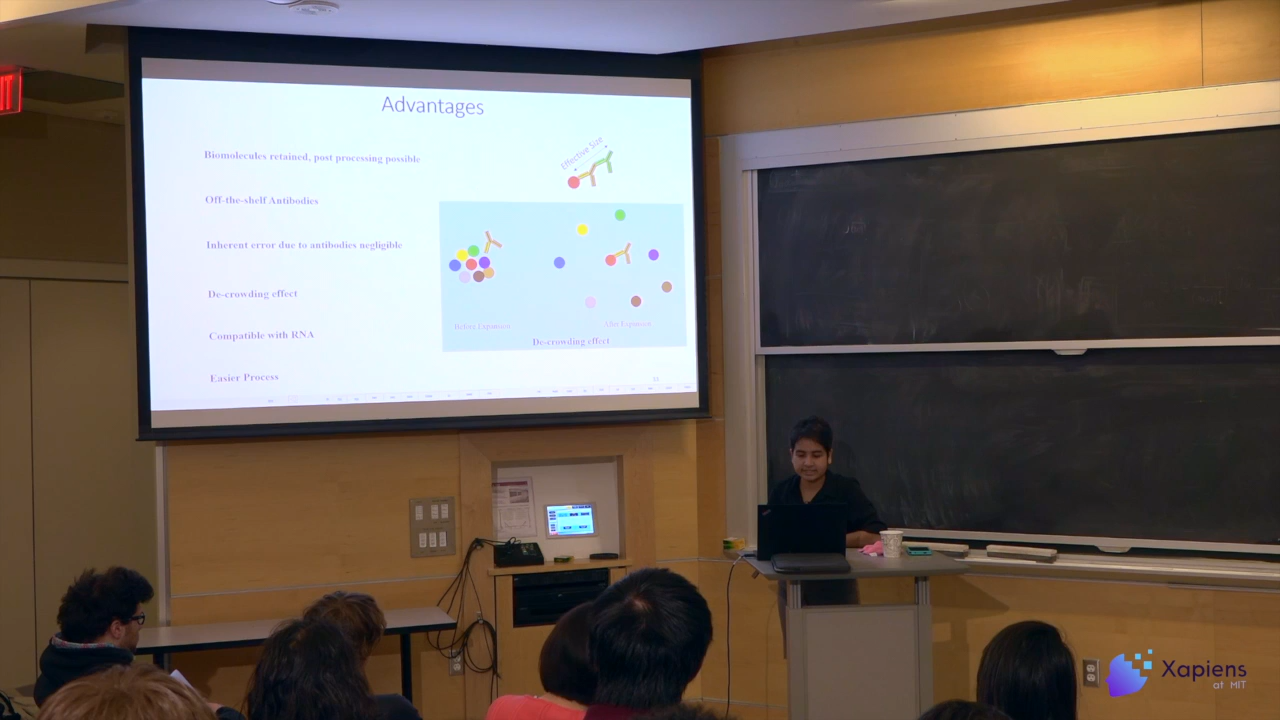 Advantages
Biomolecules retained, post processing possible
Off-the-shelf Antibodies
Inherent error due to antibodies negligible
De-crowding effect
Compatible with RNA
Easier Process
Effective Size
Before Expansion
After Expansion
De-crowding effect
Xapiens
at MIT